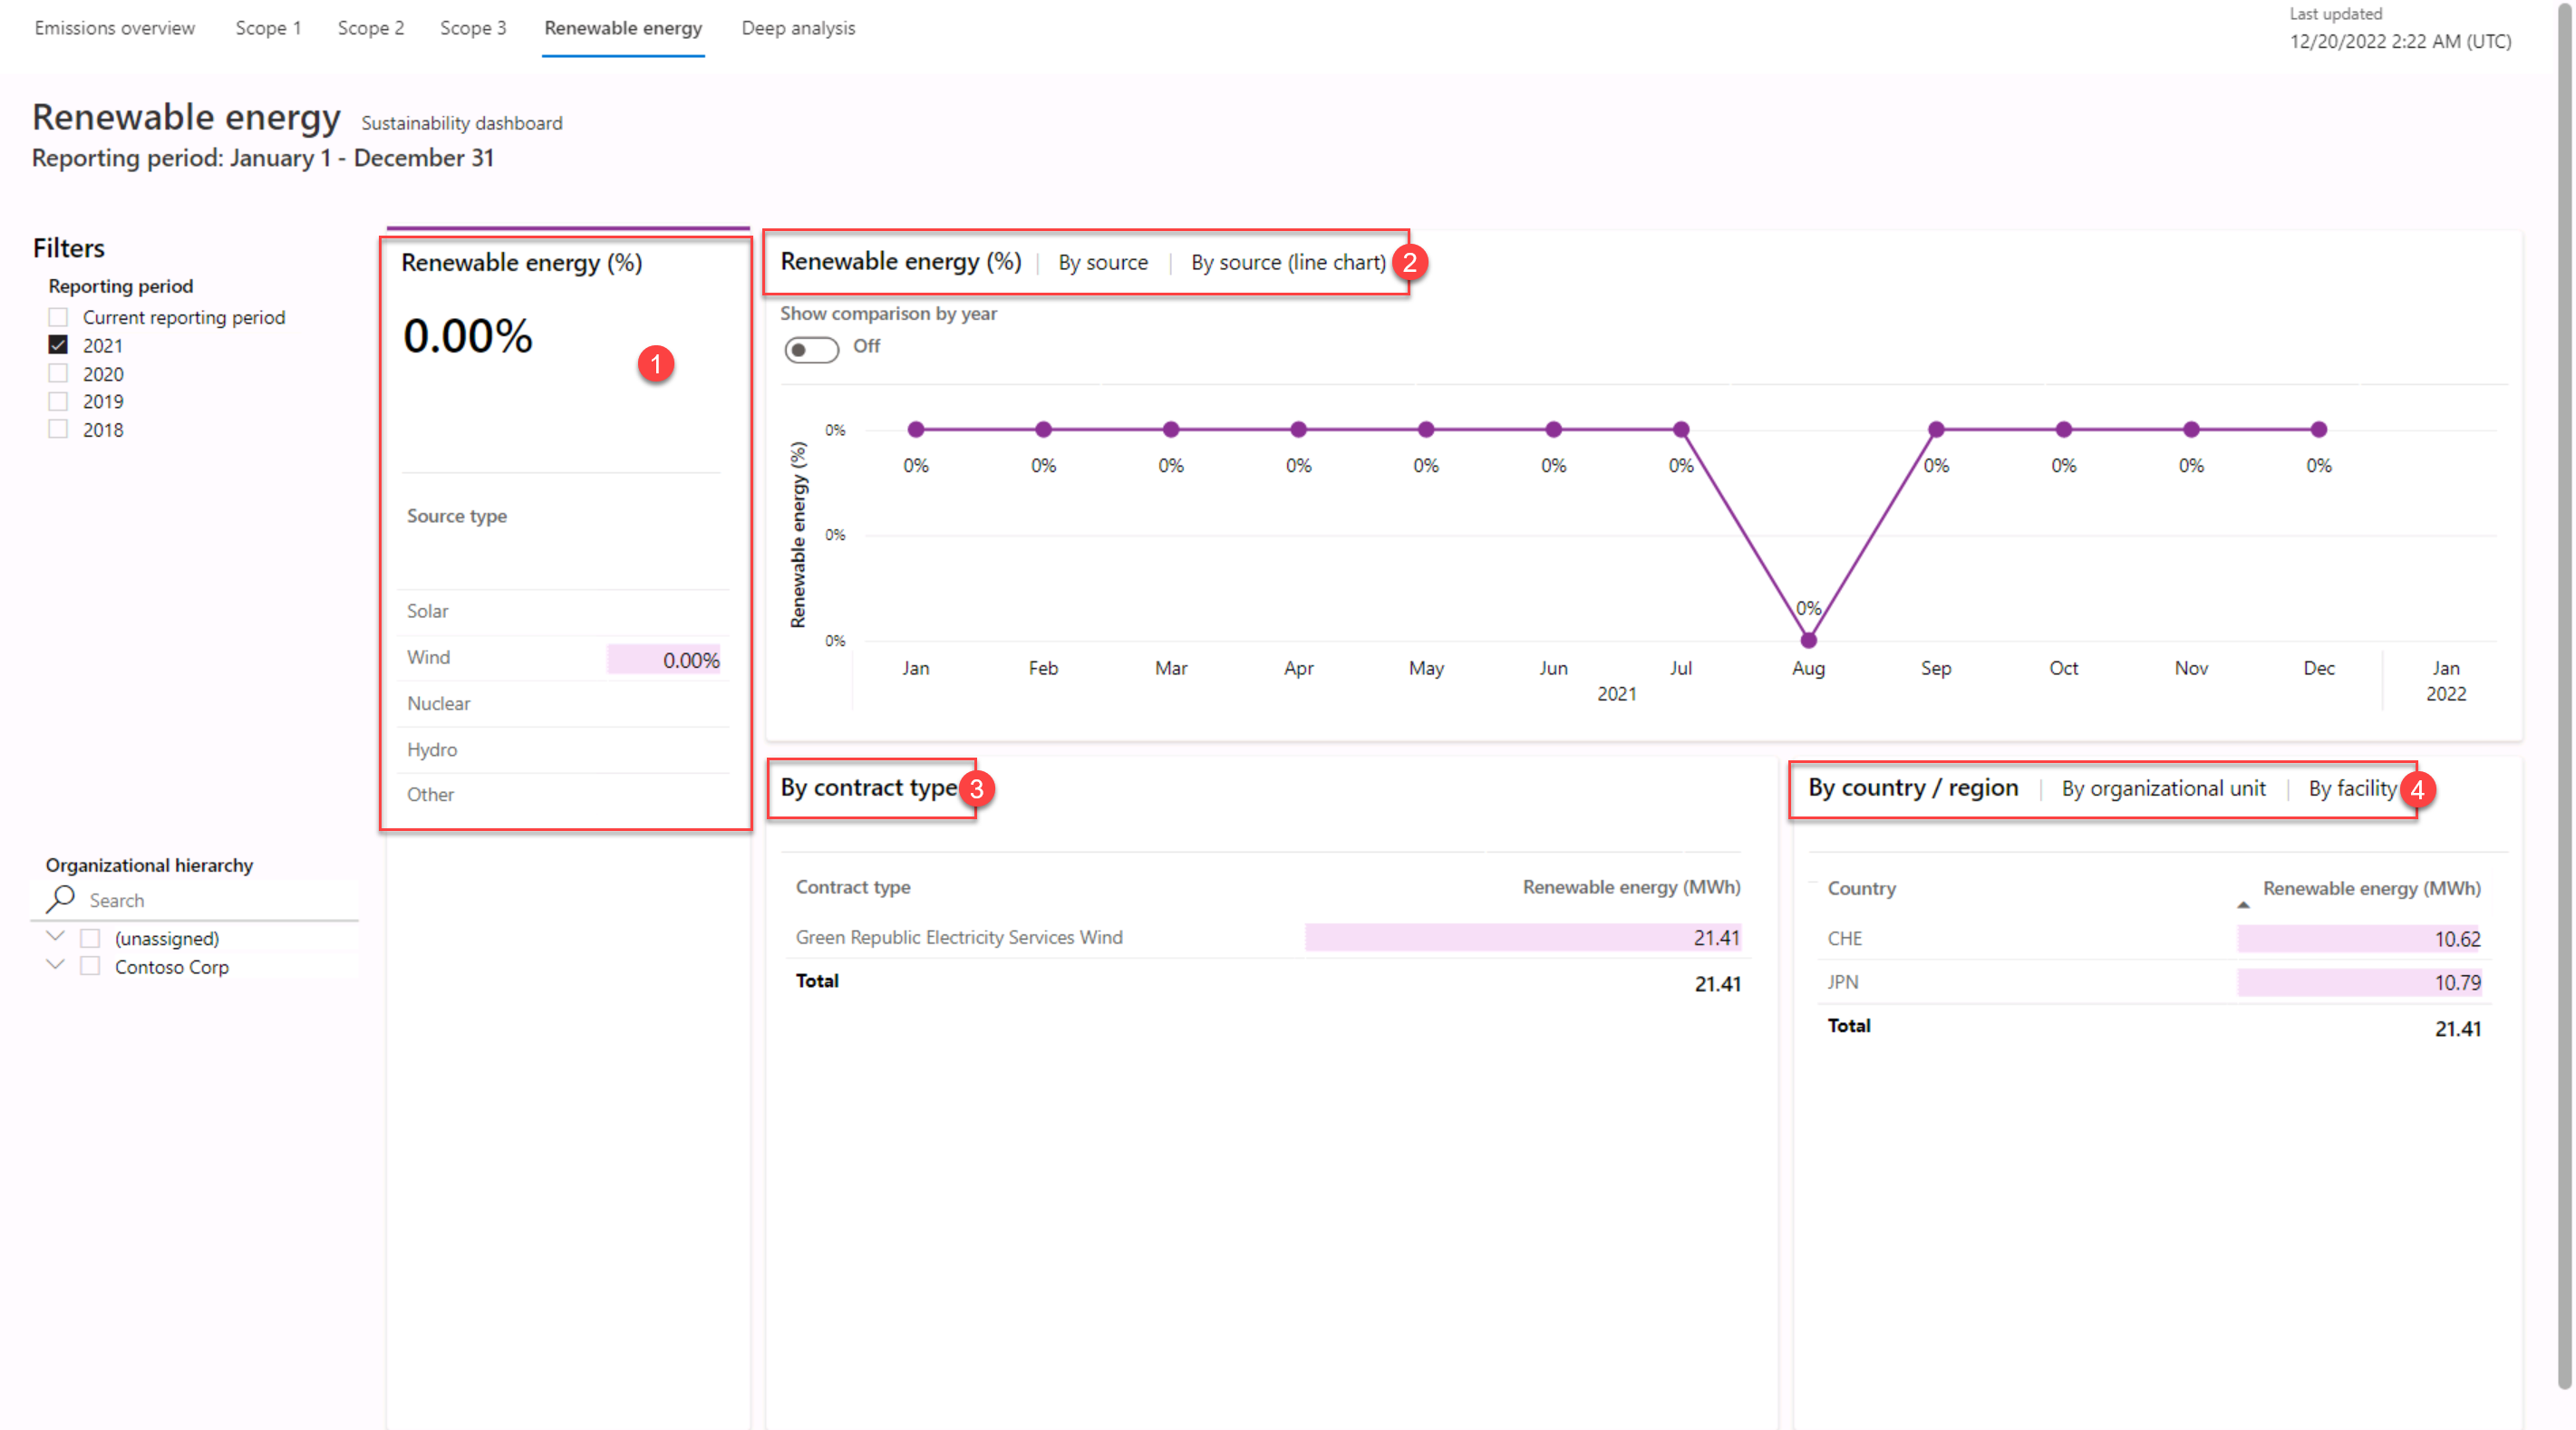 Emissions overview
Scope 1
Scope 2
Scope 3
Renewable energy
Deep analysis
Last updated
12/20/2022 2:22 AM (UTC)
Renewable energy
Sustainability dashboard
Reporting period: January 1 - December 31
Filters
Reporting period
Current reporting period
2021
2020
2019
2018
Organizational hierarchy
Search
(unassigned)
Contoso Corp
Renewable energy (%)
0.00%
1
Source type
Solar
Wind 0.00%
Nuclear
Hydro
Other
Renewable energy (%) | By source | By source (line chart) 2
Show comparison by year
Off
Renewable energy (%)
0%
0%
0%
0% 0% 0% 0% 0% 0% 0% 0% 0% 0% 0% 0%
Jan Feb Mar Apr May Jun Jul Aug Sep Oct Nov Dec Jan
2021 2022
By contract type 3
Contract type Renewable energy (MWh)
Green Republic Electricity Services Wind 21.41
Total 21.41
By country / region | By organizational unit | By facility 4
Country Renewable energy (MWh)
CHE 10.62
JPN 10.79
Total 21.41